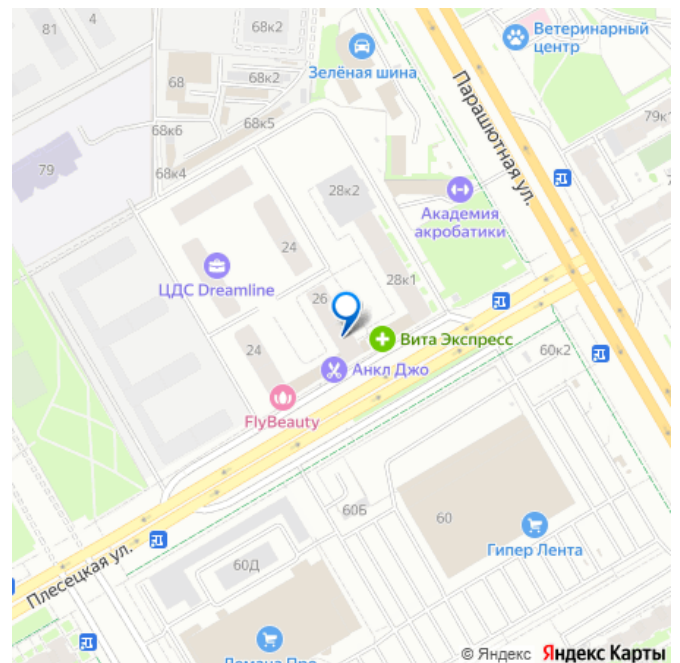 81
4
68к2
Ветеринарный
центр
Зелёная шина
68
68к2
Парашютная ул.
79к1
68к6
68к5
79
68к4
28к2
Академия
акробатики
24
ЦДС Dreamline
28к1
26
Вита Экспресс
60к2
24
Анкл Джо
FlyBeauty
60Б
60
Гипер Лента
Плесецкая ул.
60Д
© Яндекс Яндекс Карты